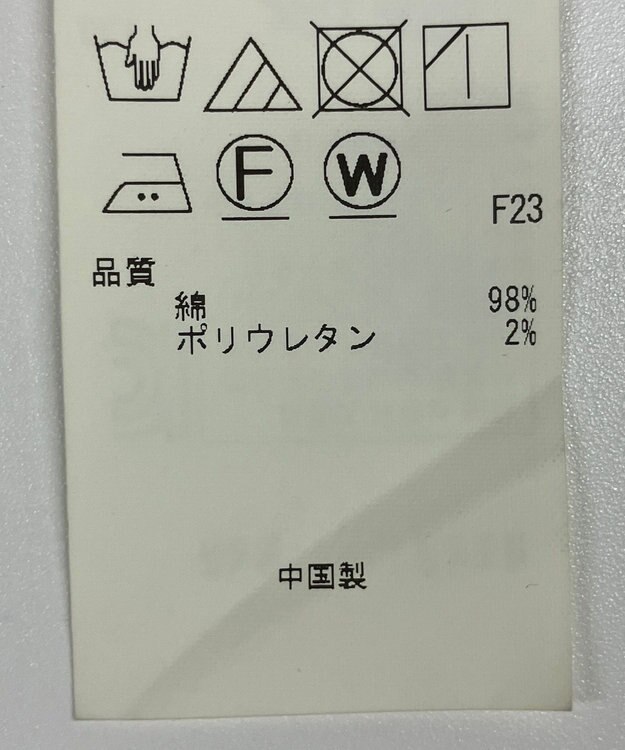 F W
F23
品質
綿 98%
ポリウレタン 2%
中国製